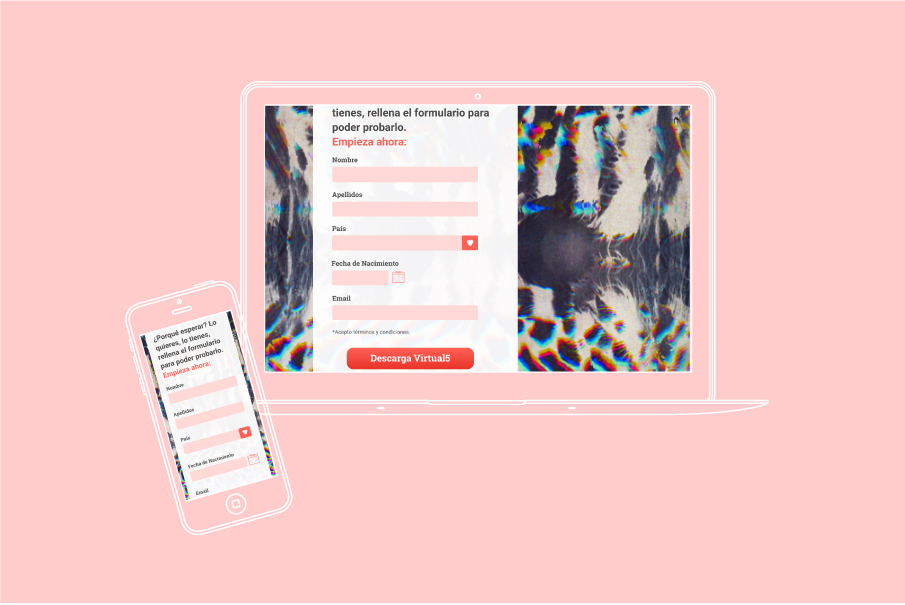 tienes, rellena el formulario para
poder probarlo.
Empieza ahora:
Nombre
Apellidos
País
Fecha de Nacimiento
Email
*Acepto términos y condiciones.
Descarga Virtual5
¿Porqué esperar? Lo
quieres, lo tienes,
rellena el formulario
para poder probarlo.
Empieza ahora:
Nombre
Apellidos
País
Fecha de Nacimiento
Email